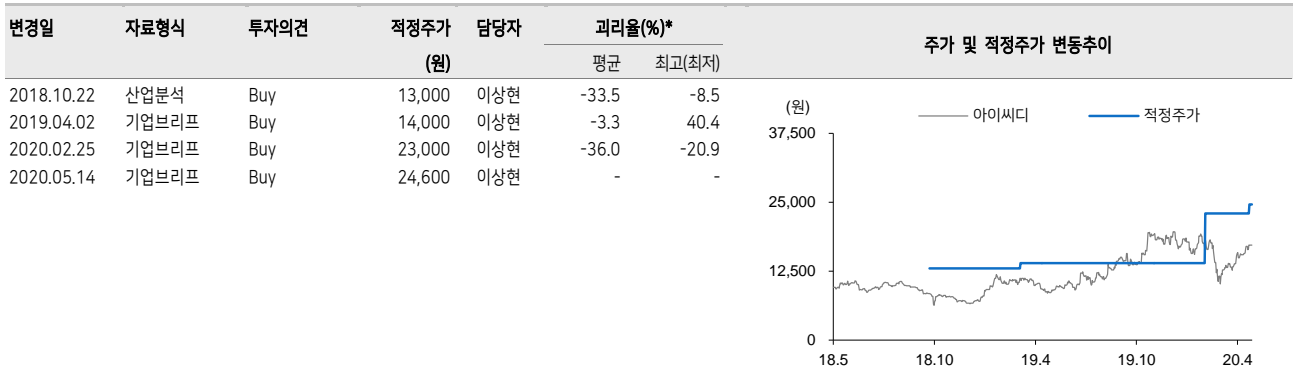 변경일 자료형식 투자의견 적정주가 담당자 괴리율(%)* 주가 및 적정주가 변동추이
(원) 평균 최고(최저)
2018.10.22 산업분석 Buy 13,000 이상현 -33.5 -8.5
2019.04.02 기업브리프 Buy 14,000 이상현 -3.3 40.4
2020.02.25 기업브리프 Buy 23,000 이상현 -36.0 -20.9
2020.05.14 기업브리프 Buy 24,600 이상현 - -
(원) 아이씨디 적정주가
37,500
25,000
12,500
0
18.5 18.10 19.4 19.10 20.4